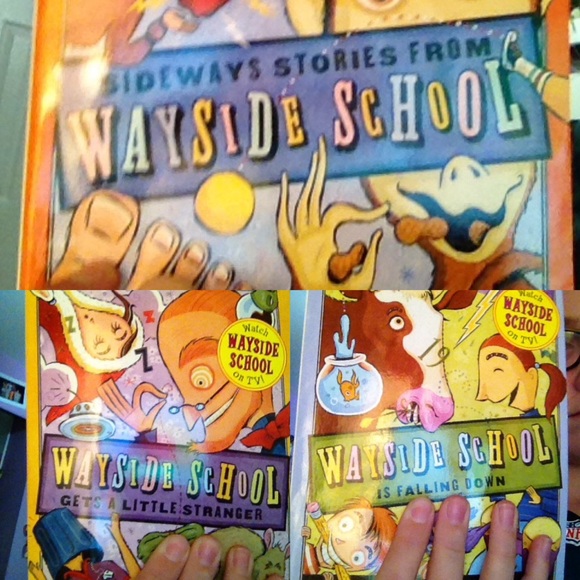 SIDEWAYS STORIES FROM
WAYSIDE SCHOOL
Z
Z
Z
Watch
WAYSIDE
SCHOOL
on TV!
WAYSIDE SCHOOL
GETS A LITTLE STRANGER
Watch
WAYSIDE
SCHOOL
on TV!
19
WAYSIDE SCHOOL
IS FALLING DOWN